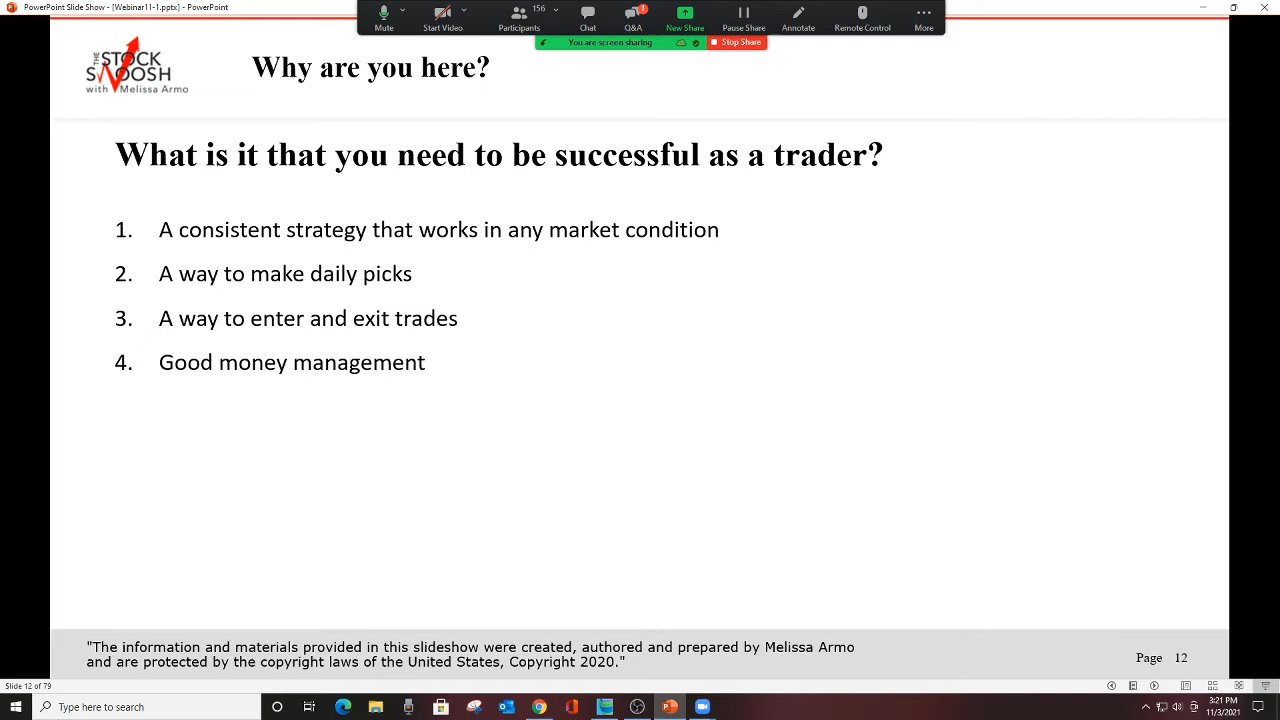 PowerPoint Slide Show - [Webinar11-1.pptx] - PowerPoint
Mute
Start Video
156
Participants
Chat
1
Q&A
New Share
Pause Share
Annotate
Remote Control
More
You are screen sharing
Stop Share
THE STOCK
SWOOSH
with Melissa Armo
Why are you here?
What is it that you need to be successful as a trader?
1. A consistent strategy that works in any market condition
2. A way to make daily picks
3. A way to enter and exit trades
4. Good money management
"The information and materials provided in this slideshow were created, authored and prepared by Melissa Armo
and are protected by the copyright laws of the United States, Copyright 2020."
Page 12
Slide 12 of 79
Type here to search
3:21 PM
11/3/2021